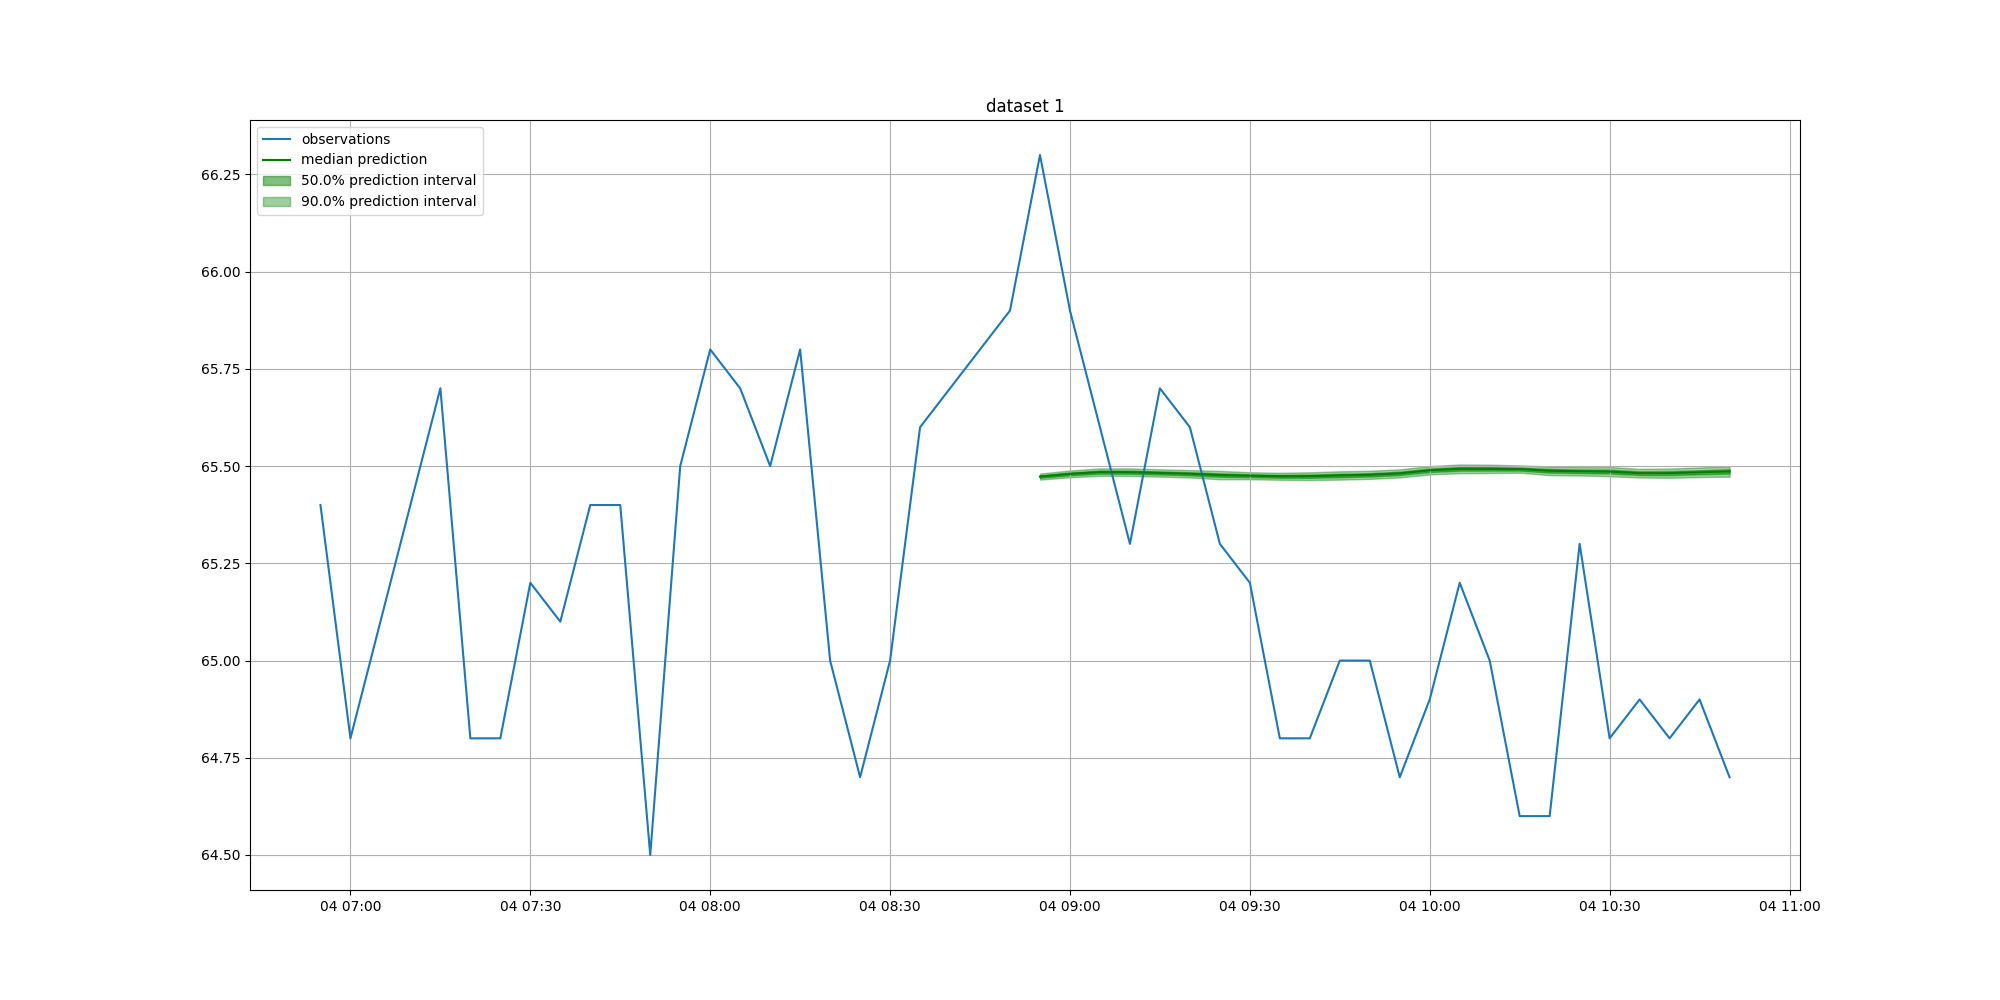 dataset 1
observations
median prediction
50.0% prediction interval
90.0% prediction interval
66.25
66.00
65.75
65.50
65.25
65.00
64.75
64.50
04 07:00 04 07:30 04 08:00 04 08:30 04 09:00 04 09:30 04 10:00 04 10:30 04 11:00